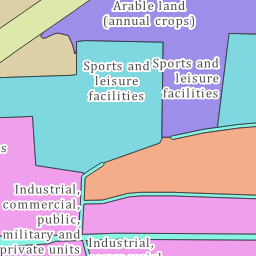 Arable land
(annual crops)
Sports and
leisure
facilities
Sports and
leisure
facilities
s
Industrial,
commercial,
public,
military and
private units
Industrial,